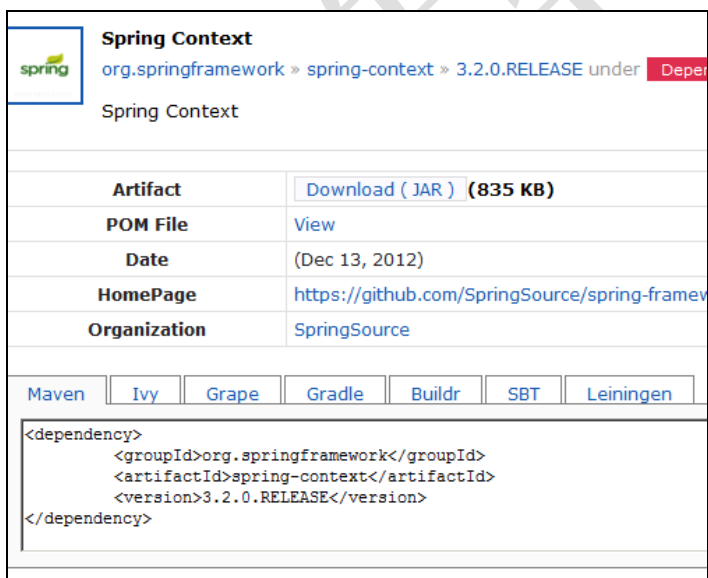 Spring Context
spring
org.springframework » spring-context » 3.2.0.RELEASE under Deper
Spring Context
Artifact Download ( JAR ) (835 KB)
POM File View
Date (Dec 13, 2012)
HomePage https://github.com/SpringSource/spring-framew
Organization SpringSource
Maven Ivy Grape Gradle Buildr SBT Leiningen
<dependency>
<groupId>org.springframework</groupId>
<artifactId>spring-context</artifactId>
<version>3.2.0.RELEASE</version>
</dependency>